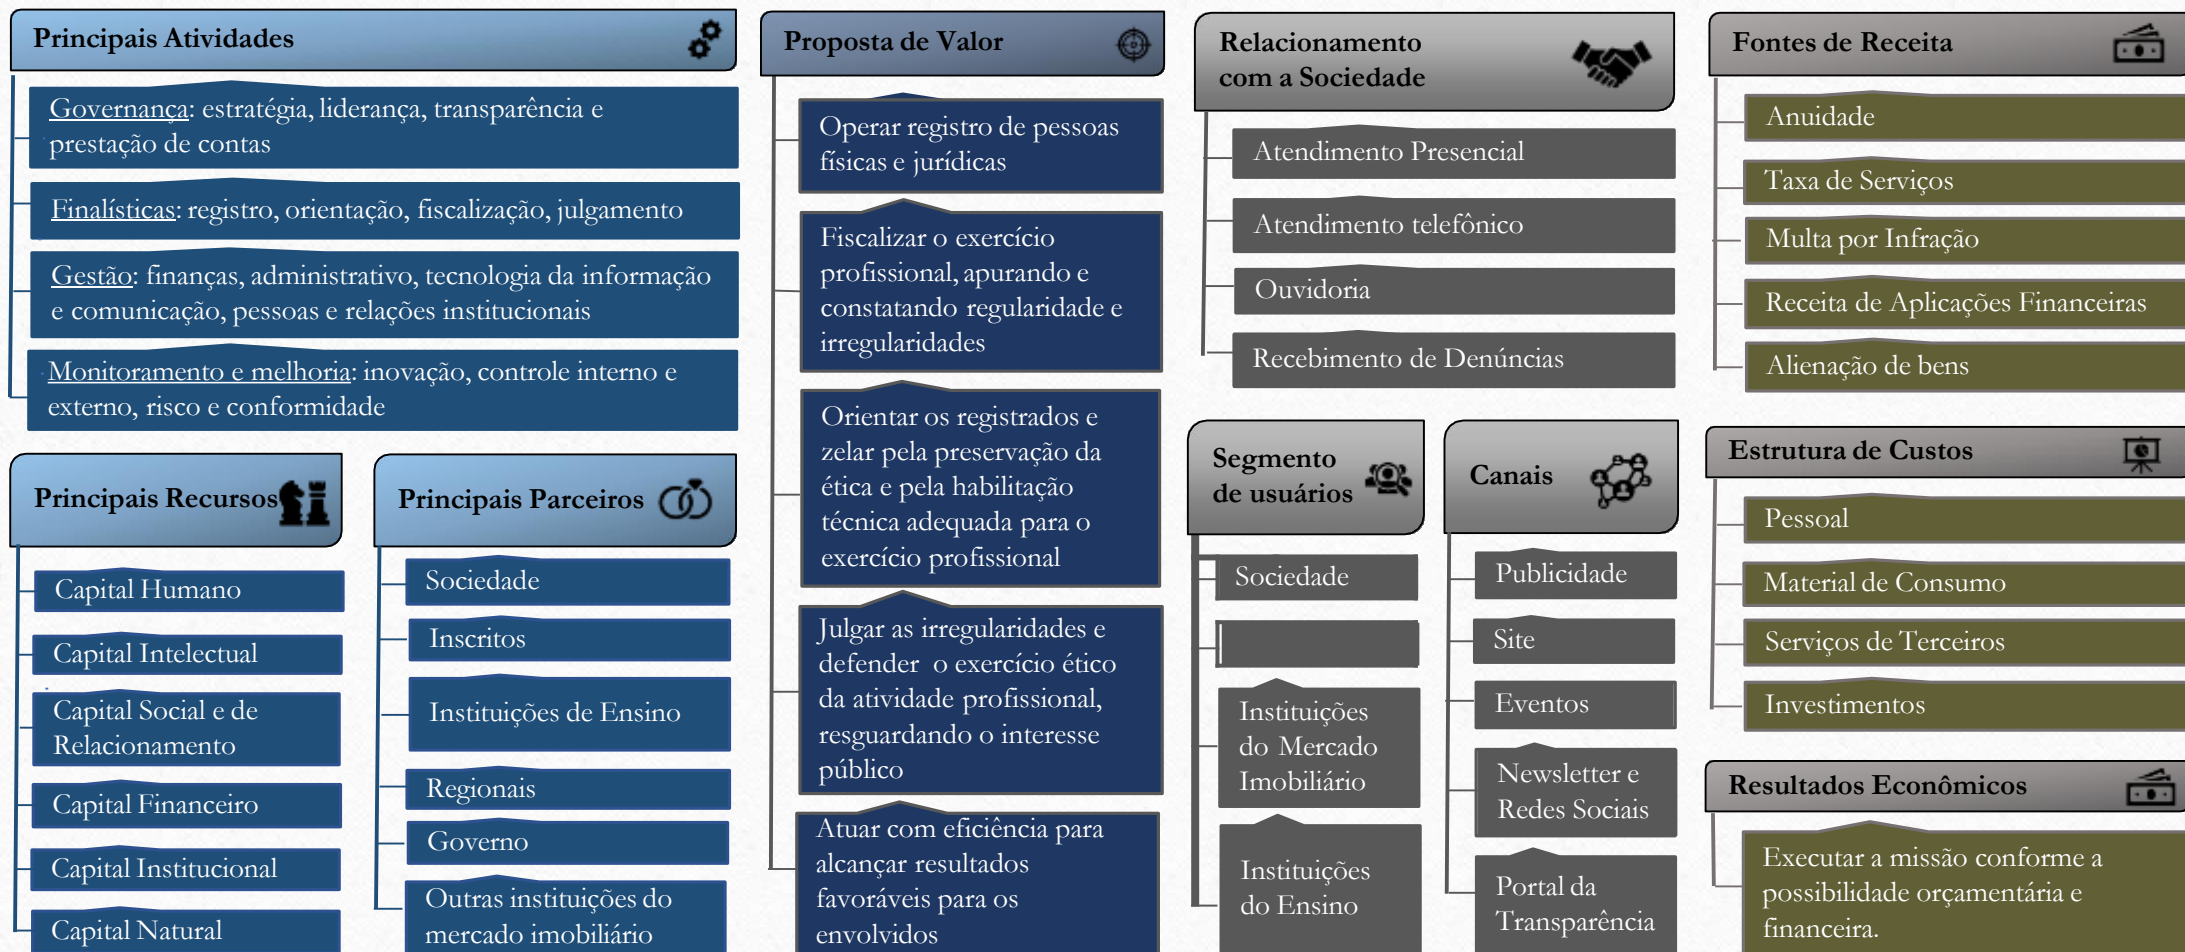 Principais Atividades
Governança: estratégia, liderança, transparência e
prestação de contas
Finalísticas: registro, orientação, fiscalização, julgamento
Gestão: finanças, administrativo, tecnologia da informação
e comunicação, pessoas e relações institucionais
Monitoramento e melhoria: inovação, controle interno e
externo, risco e conformidade
Principais Recursos
Capital Humano
Capital Intelectual
Capital Social e de
Relacionamento
Capital Financeiro
Capital Institucional
Capital Natural
Principais Parceiros
Sociedade
Inscritos
Instituições de Ensino
Regionais
Governo
Outras instituições do
mercado imobiliário
Proposta de Valor
Operar registro de pessoas
físicas e jurídicas
Fiscalizar o exercício
profissional, apurando e
constatando regularidade e
irregularidades
Orientar os registrados e
zelar pela preservação da
ética e pela habilitação
técnica adequada para o
exercício profissional
Julgar as irregularidades e
defender o exercício ético
da atividade profissional,
resguardando o interesse
público
Atuar com eficiência para
alcançar resultados
favoráveis para os
envolvidos
Relacionamento
com a Sociedade
Atendimento Presencial
Atendimento telefônico
Ouvidoria
Recebimento de Denúncias
Segmento
de usuários
Sociedade
Instituições
do Mercado
Imobiliário
Instituições
do Ensino
Canais
Publicidade
Site
Eventos
Newsletter e
Redes Sociais
Portal da
Transparência
Fontes de Receita
Anuidade
Taxa de Serviços
Multa por Infração
Receita de Aplicações Financeiras
Alienação de bens
Estrutura de Custos
Pessoal
Material de Consumo
Serviços de Terceiros
Investimentos
Resultados Econômicos
Executar a missão conforme a
possibilidade orçamentária e
financeira.